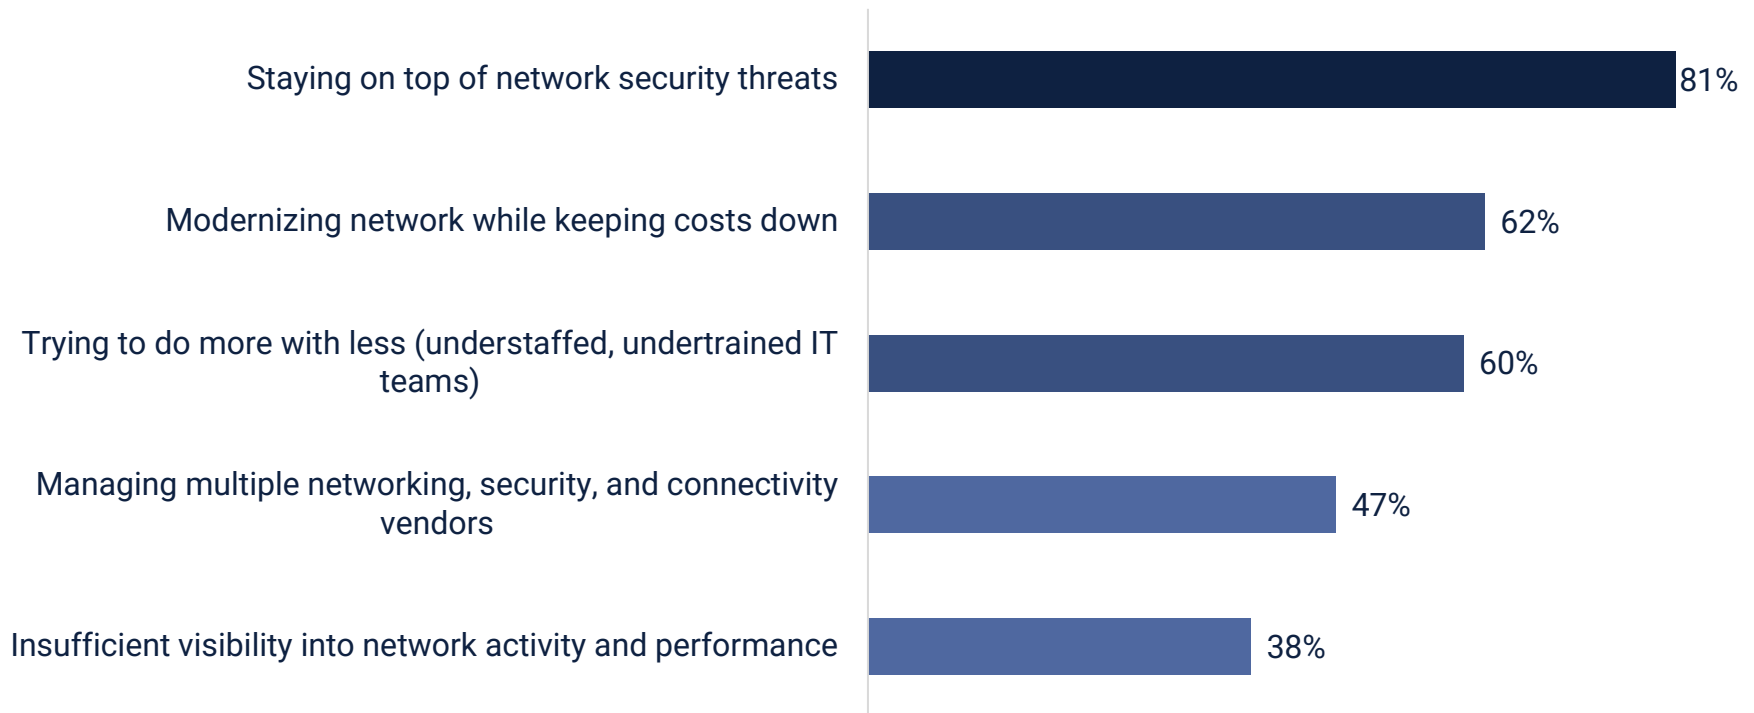 Staying on top of network security threats
81%
Modernizing network while keeping costs down
62%
Trying to do more with less (understaffed, undertrained IT
teams)
60%
Managing multiple networking, security, and connectivity
vendors
47%
Insufficient visibility into network activity and performance
38%